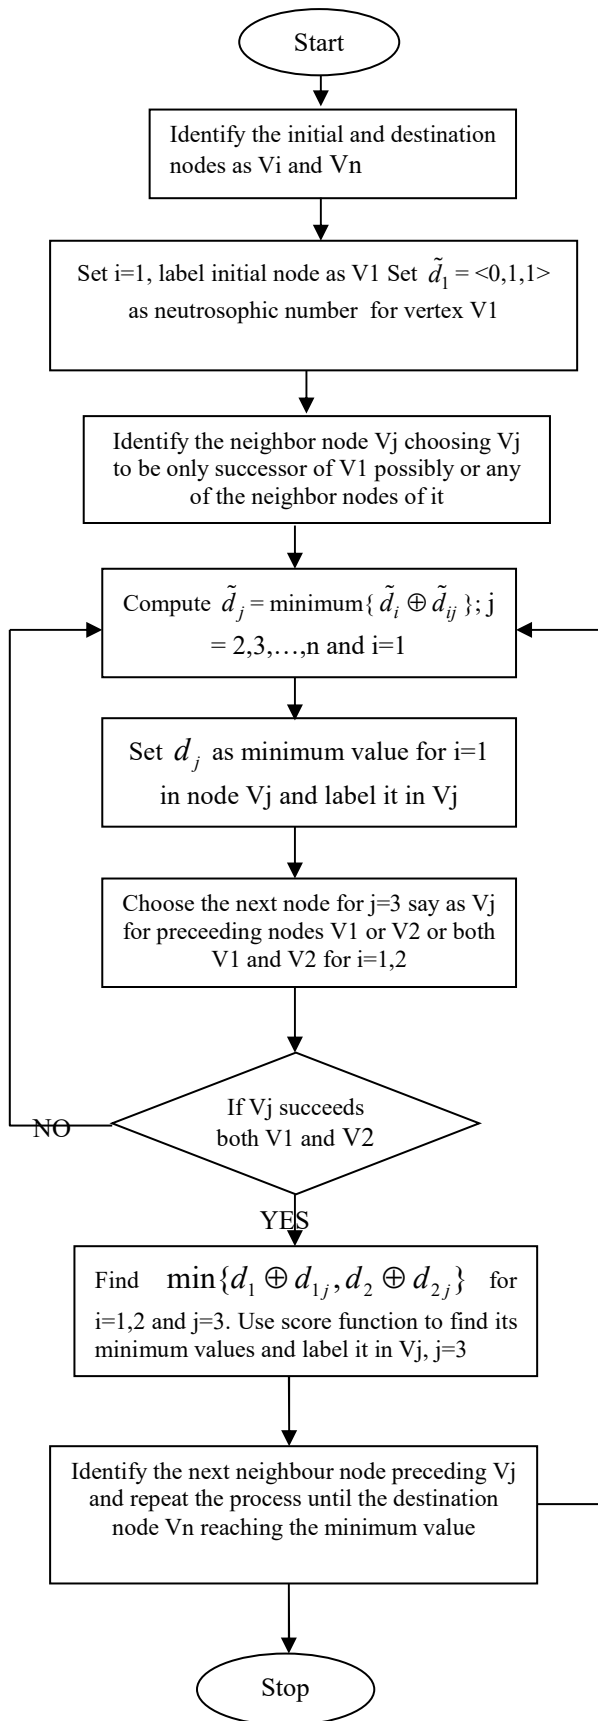 Start
Identify the initial and destination
nodes as Vi and Vn
Set i=1, label initial node as V1 Set d̃₁ = <0,1,1>
as neutrosophic number for vertex V1
Identify the neighbor node Vj choosing Vj
to be only successor of V1 possibly or any
of the neighbor nodes of it
Compute d̃ⱼ = minimum{ d̃ᵢ ⊕ d̃ᵢⱼ }; j
= 2,3,…,n and i=1
Set dⱼ as minimum value for i=1
in node Vj and label it in Vj
Choose the next node for j=3 say as Vj
for preceeding nodes V1 or V2 or both
V1 and V2 for i=1,2
If Vj succeeds
both V1 and V2
NO
YES
Find min{d₁ ⊕ d₁ⱼ, d₂ ⊕ d₂ⱼ} for
i=1,2 and j=3. Use score function to find its
minimum values and label it in Vj, j=3
Identify the next neighbour node preceding Vj
and repeat the process until the destination
node Vn reaching the minimum value
Stop